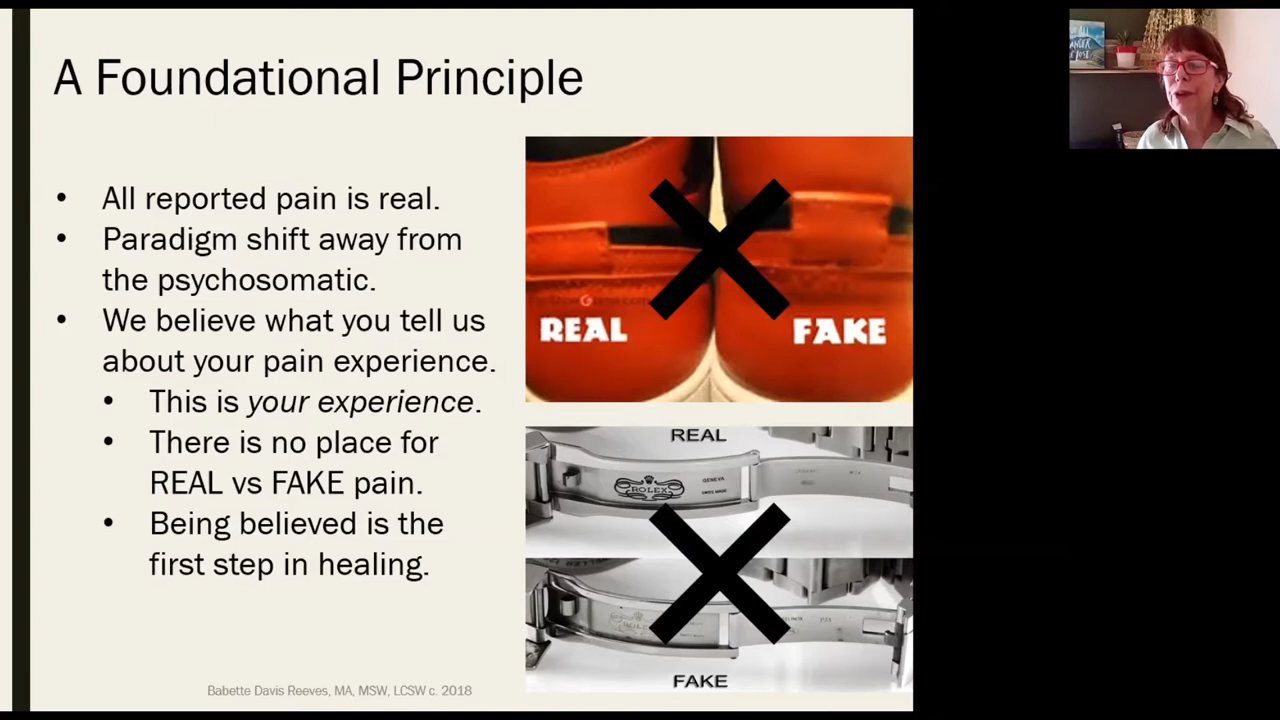 A Foundational Principle
• All reported pain is real.
• Paradigm shift away from
the psychosomatic.
• We believe what you tell us
about your pain experience.
• This is your experience.
• There is no place for
REAL vs FAKE pain.
• Being believed is the
first step in healing.
REAL
FAKE
REAL
ROLEX
GENEVA
SWISS MADE
FAKE
Babette Davis Reeves, MA, MSW, LCSW c. 2018